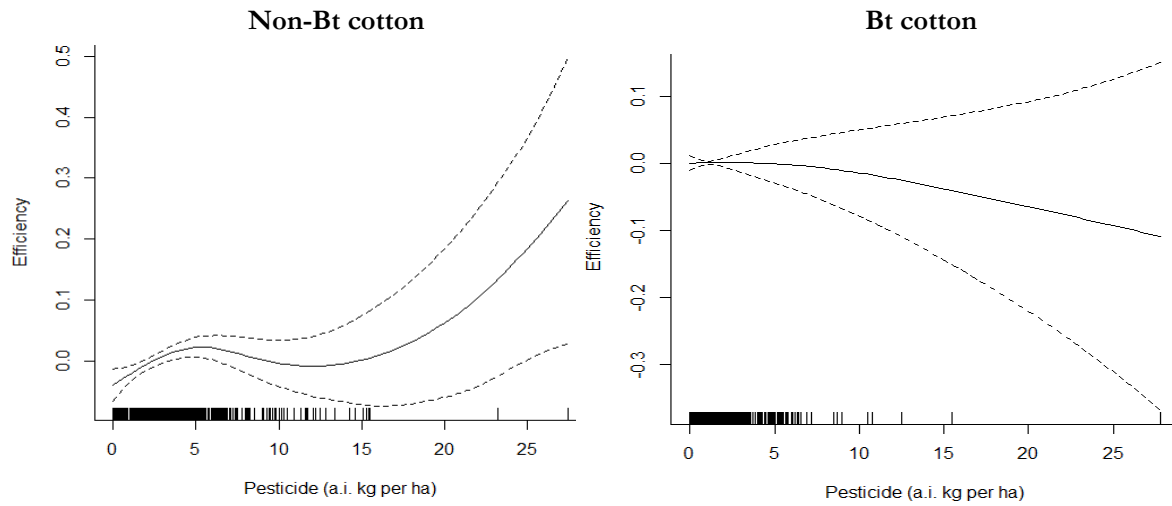 Non-Bt cotton
0.5
0.4
0.3
0.2
0.1
0.0
Efficiency
0 5 10 15 20 25
Pesticide (a.i. kg per ha)
Bt cotton
0.1
0.0
-0.1
-0.2
-0.3
Efficiency
0 5 10 15 20 25
Pesticide (a.i. kg per ha)